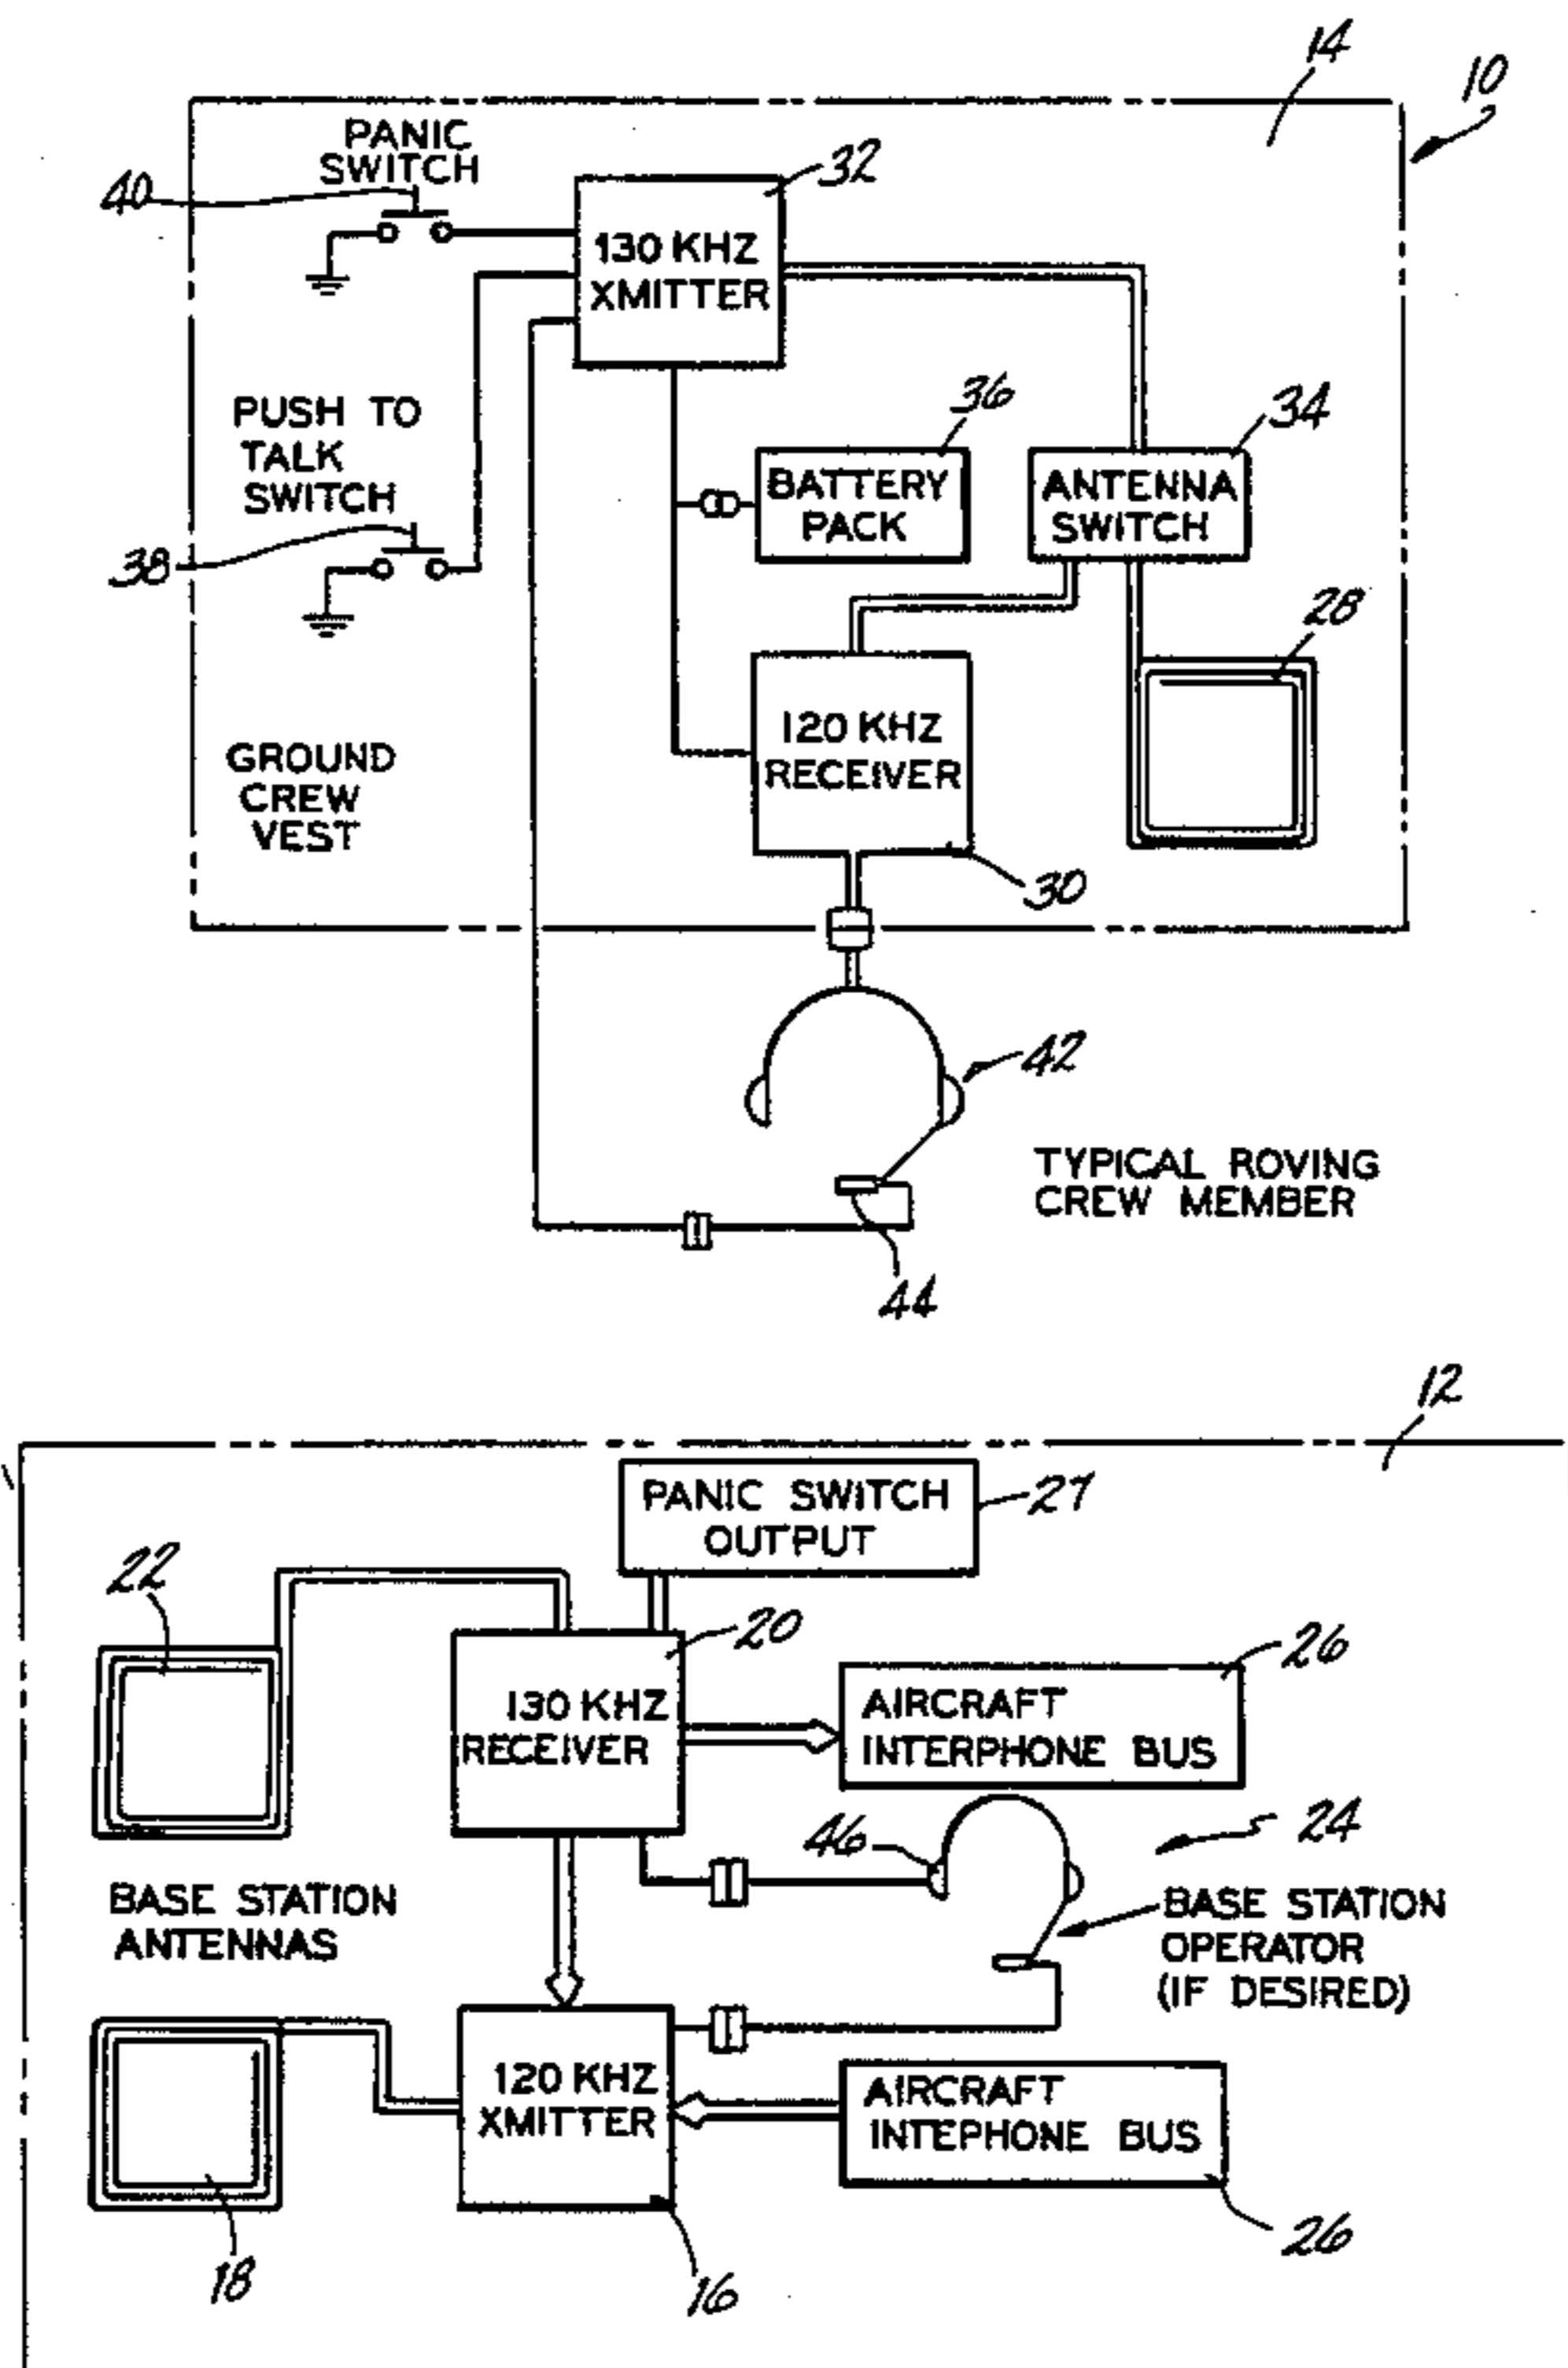 14
10
PANIC
SWITCH
40
32
130 KHZ
XMITTER
36
34
PUSH TO
TALK
SWITCH
BATTERY
PACK
ANTENNA
SWITCH
38
28
120 KHZ
RECEIVER
GROUND
CREW
VEST
30
42
TYPICAL ROVING
CREW MEMBER
44
12
PANIC SWITCH
OUTPUT
27
22
20
26
130 KHZ
RECEIVER
AIRCRAFT
INTERPHONE BUS
46
24
BASE STATION
ANTENNAS
BASE STATION
OPERATOR
(IF DESIRED)
120 KHZ
XMITTER
AIRCRAFT
INTEPHONE BUS
18
16
26